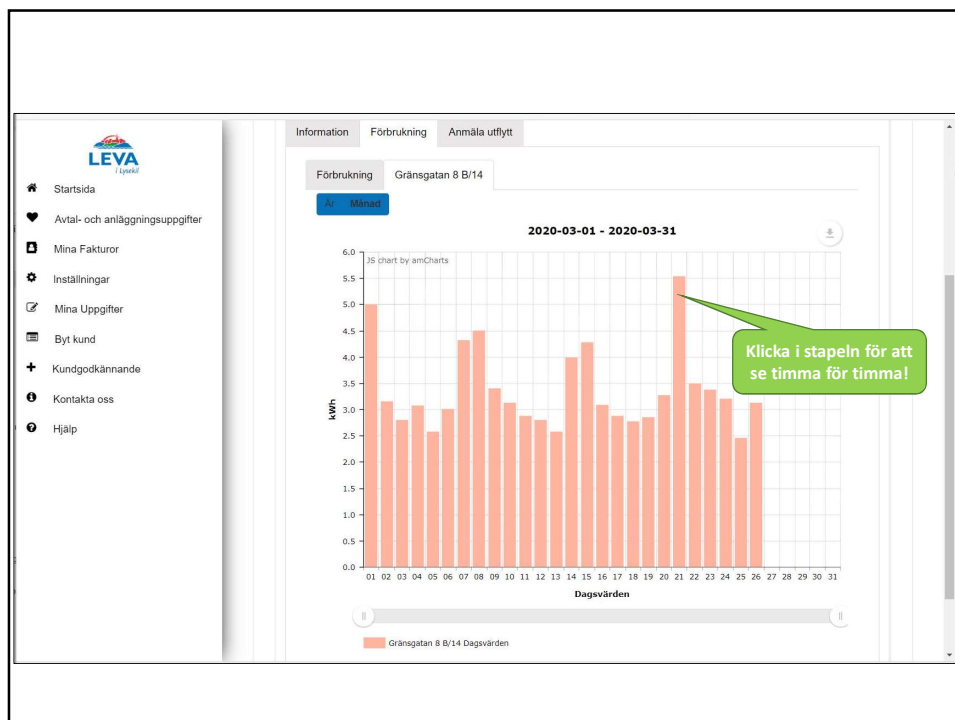 LEVA
i Lysekil
Startsida
Avtal- och anläggningsuppgifter
Mina Fakturor
Inställningar
Mina Uppgifter
Byt kund
Kundgodkännande
Kontakta oss
Hjälp
Information Förbrukning Anmäla utflytt
Förbrukning Gränsgatan 8 B/14
År Månad
2020-03-01 - 2020-03-31
JS chart by amCharts
6.0
5.5
5.0
4.5
4.0
3.5
3.0
2.5
2.0
1.5
1.0
0.5
0.0
kWh
Klicka i stapeln för att
se timma för timma!
01 02 03 04 05 06 07 08 09 10 11 12 13 14 15 16 17 18 19 20 21 22 23 24 25 26 27 28 29 30 31
Dagsvärden
Gränsgatan 8 B/14 Dagsvärden